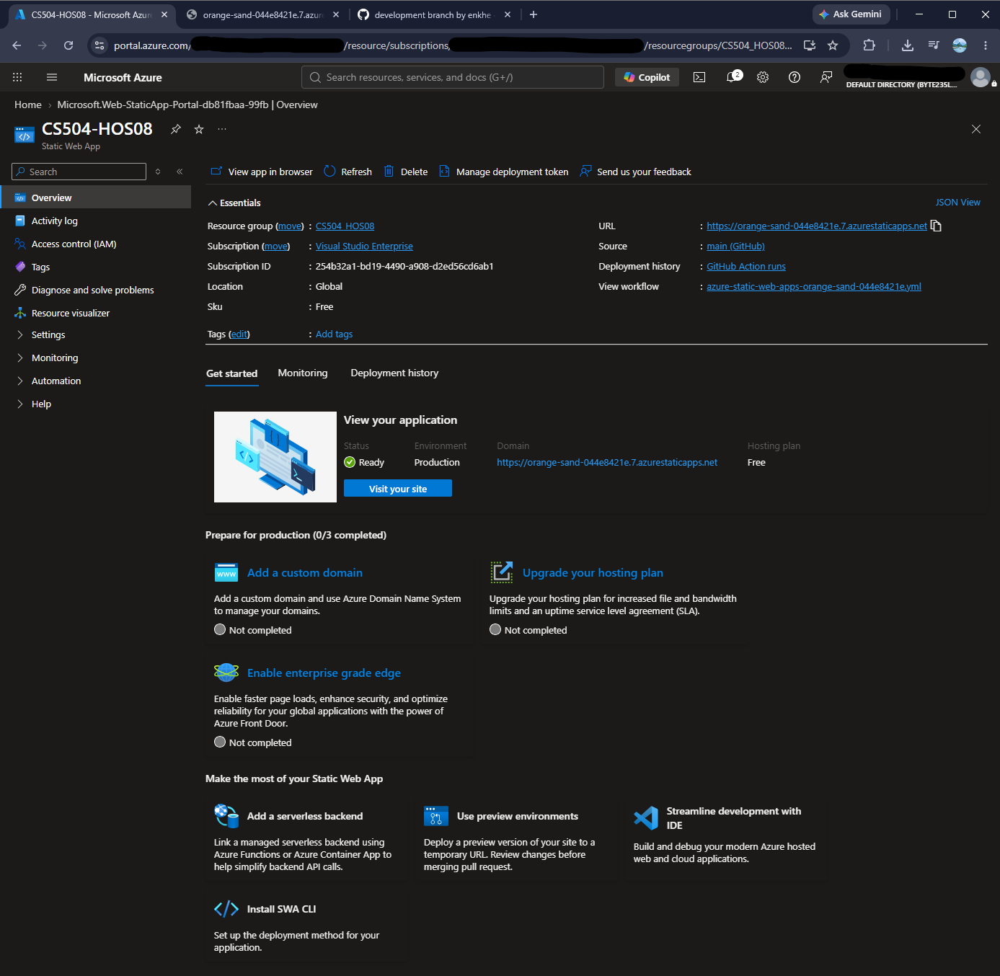 CS504-HOS08 - Microsoft Azure
orange-sand-044e8421e.7.azure
development branch by enkhe
Ask Gemini
portal.azure.com/
/resource/subscriptions/
/resourcegroups/CS504_HOS08...
Microsoft Azure
Search resources, services, and docs (G+/)
Copilot
2
DEFAULT DIRECTORY (BYTE235L...
Home > Microsoft.Web-StaticApp-Portal-db81fbaa-99fb | Overview
CS504-HOS08
Static Web App
Search
View app in browser
Refresh
Delete
Manage deployment token
Send us your feedback
Overview
Activity log
Access control (IAM)
Tags
Diagnose and solve problems
Resource visualizer
Settings
Monitoring
Automation
Help
Essentials
JSON View
Resource group (move) : CS504_HOS08
Subscription (move) : Visual Studio Enterprise
Subscription ID : 254b32a1-bd19-4490-a908-d2ed56cd6ab1
Location : Global
Sku : Free
Tags (edit) : Add tags
URL : https://orange-sand-044e8421e.7.azurestaticapps.net
Source : main (GitHub)
Deployment history : GitHub Action runs
View workflow : azure-static-web-apps-orange-sand-044e8421e.yml
Get started
Monitoring
Deployment history
View your application
Status
Environment
Domain
Hosting plan
Ready
Production
https://orange-sand-044e8421e.7.azurestaticapps.net
Free
Visit your site
Prepare for production (0/3 completed)
www
Add a custom domain
Add a custom domain and use Azure Domain Name System
to manage your domains.
Not completed
Upgrade your hosting plan
Upgrade your hosting plan for increased file and bandwidth
limits and an uptime service level agreement (SLA).
Not completed
Enable enterprise grade edge
Enable faster page loads, enhance security, and optimize
reliability for your global applications with the power of
Azure Front Door.
Not completed
Make the most of your Static Web App
Add a serverless backend
Link a managed serverless backend using
Azure Functions or Azure Container App to
help simplify backend API calls.
Use preview environments
Deploy a preview version of your site to a
temporary URL. Review changes before
merging pull request.
Streamline development with
IDE
Build and debug your modern Azure hosted
web and cloud applications.
Install SWA CLI
Set up the deployment method for your
application.